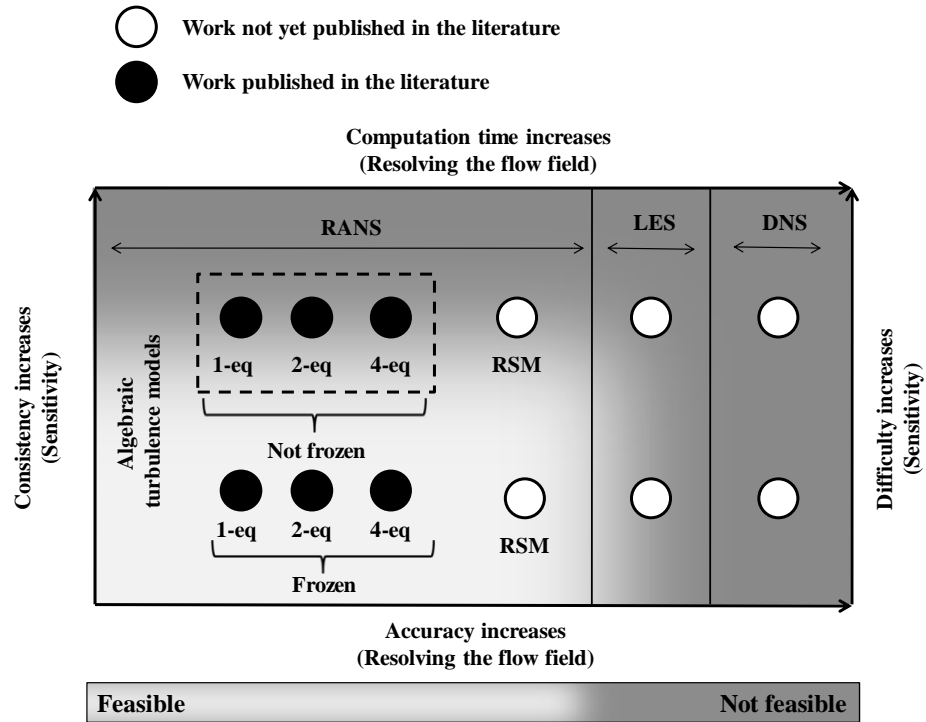 Work not yet published in the literature
Work published in the literature
Computation time increases
(Resolving the flow field)
RANS
LES
DNS
Consistency increases
(Sensitivity)
Algebraic
turbulence models
1-eq
2-eq
4-eq
RSM
Not frozen
1-eq
2-eq
4-eq
RSM
Frozen
Difficulty increases
(Sensitivity)
Accuracy increases
(Resolving the flow field)
Feasible
Not feasible